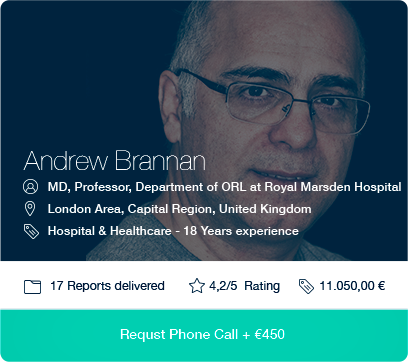 Andrew Brannan
MD, Professor, Department of ORL at Royal Marsden Hospital
London Area, Capital Region, United Kingdom
Hospital & Healthcare - 18 Years experience
17 Reports delivered 4,2/5 Rating 11.050,00 €
Requst Phone Call + €450